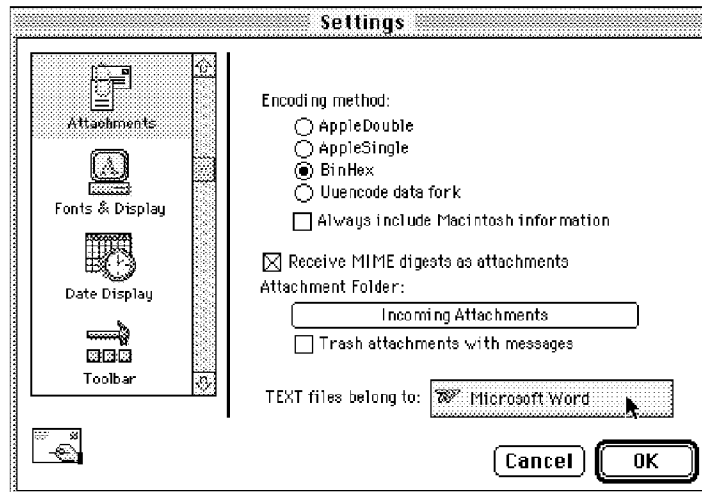 Settings
Attachments
Fonts & Display
Date Display
Toolbar
Encoding method:
AppleDouble
AppleSingle
BinHex
Uuencode data fork
Always include Macintosh information
Receive MIME digests as attachments
Attachment Folder:
Incoming Attachments
Trash attachments with messages
TEXT files belong to: Microsoft Word
Cancel OK